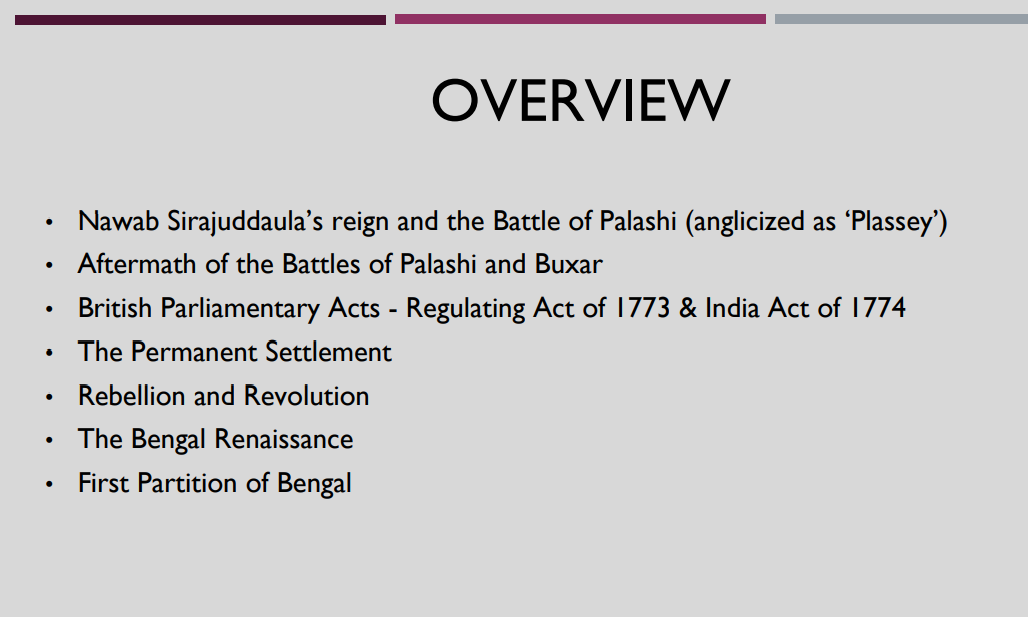 OVERVIEW
• Nawab Sirajuddaula’s reign and the Battle of Palashi (anglicized as ‘Plassey’)
• Aftermath of the Battles of Palashi and Buxar
• British Parliamentary Acts - Regulating Act of 1773 & India Act of 1774
• The Permanent Settlement
• Rebellion and Revolution
• The Bengal Renaissance
• First Partition of Bengal